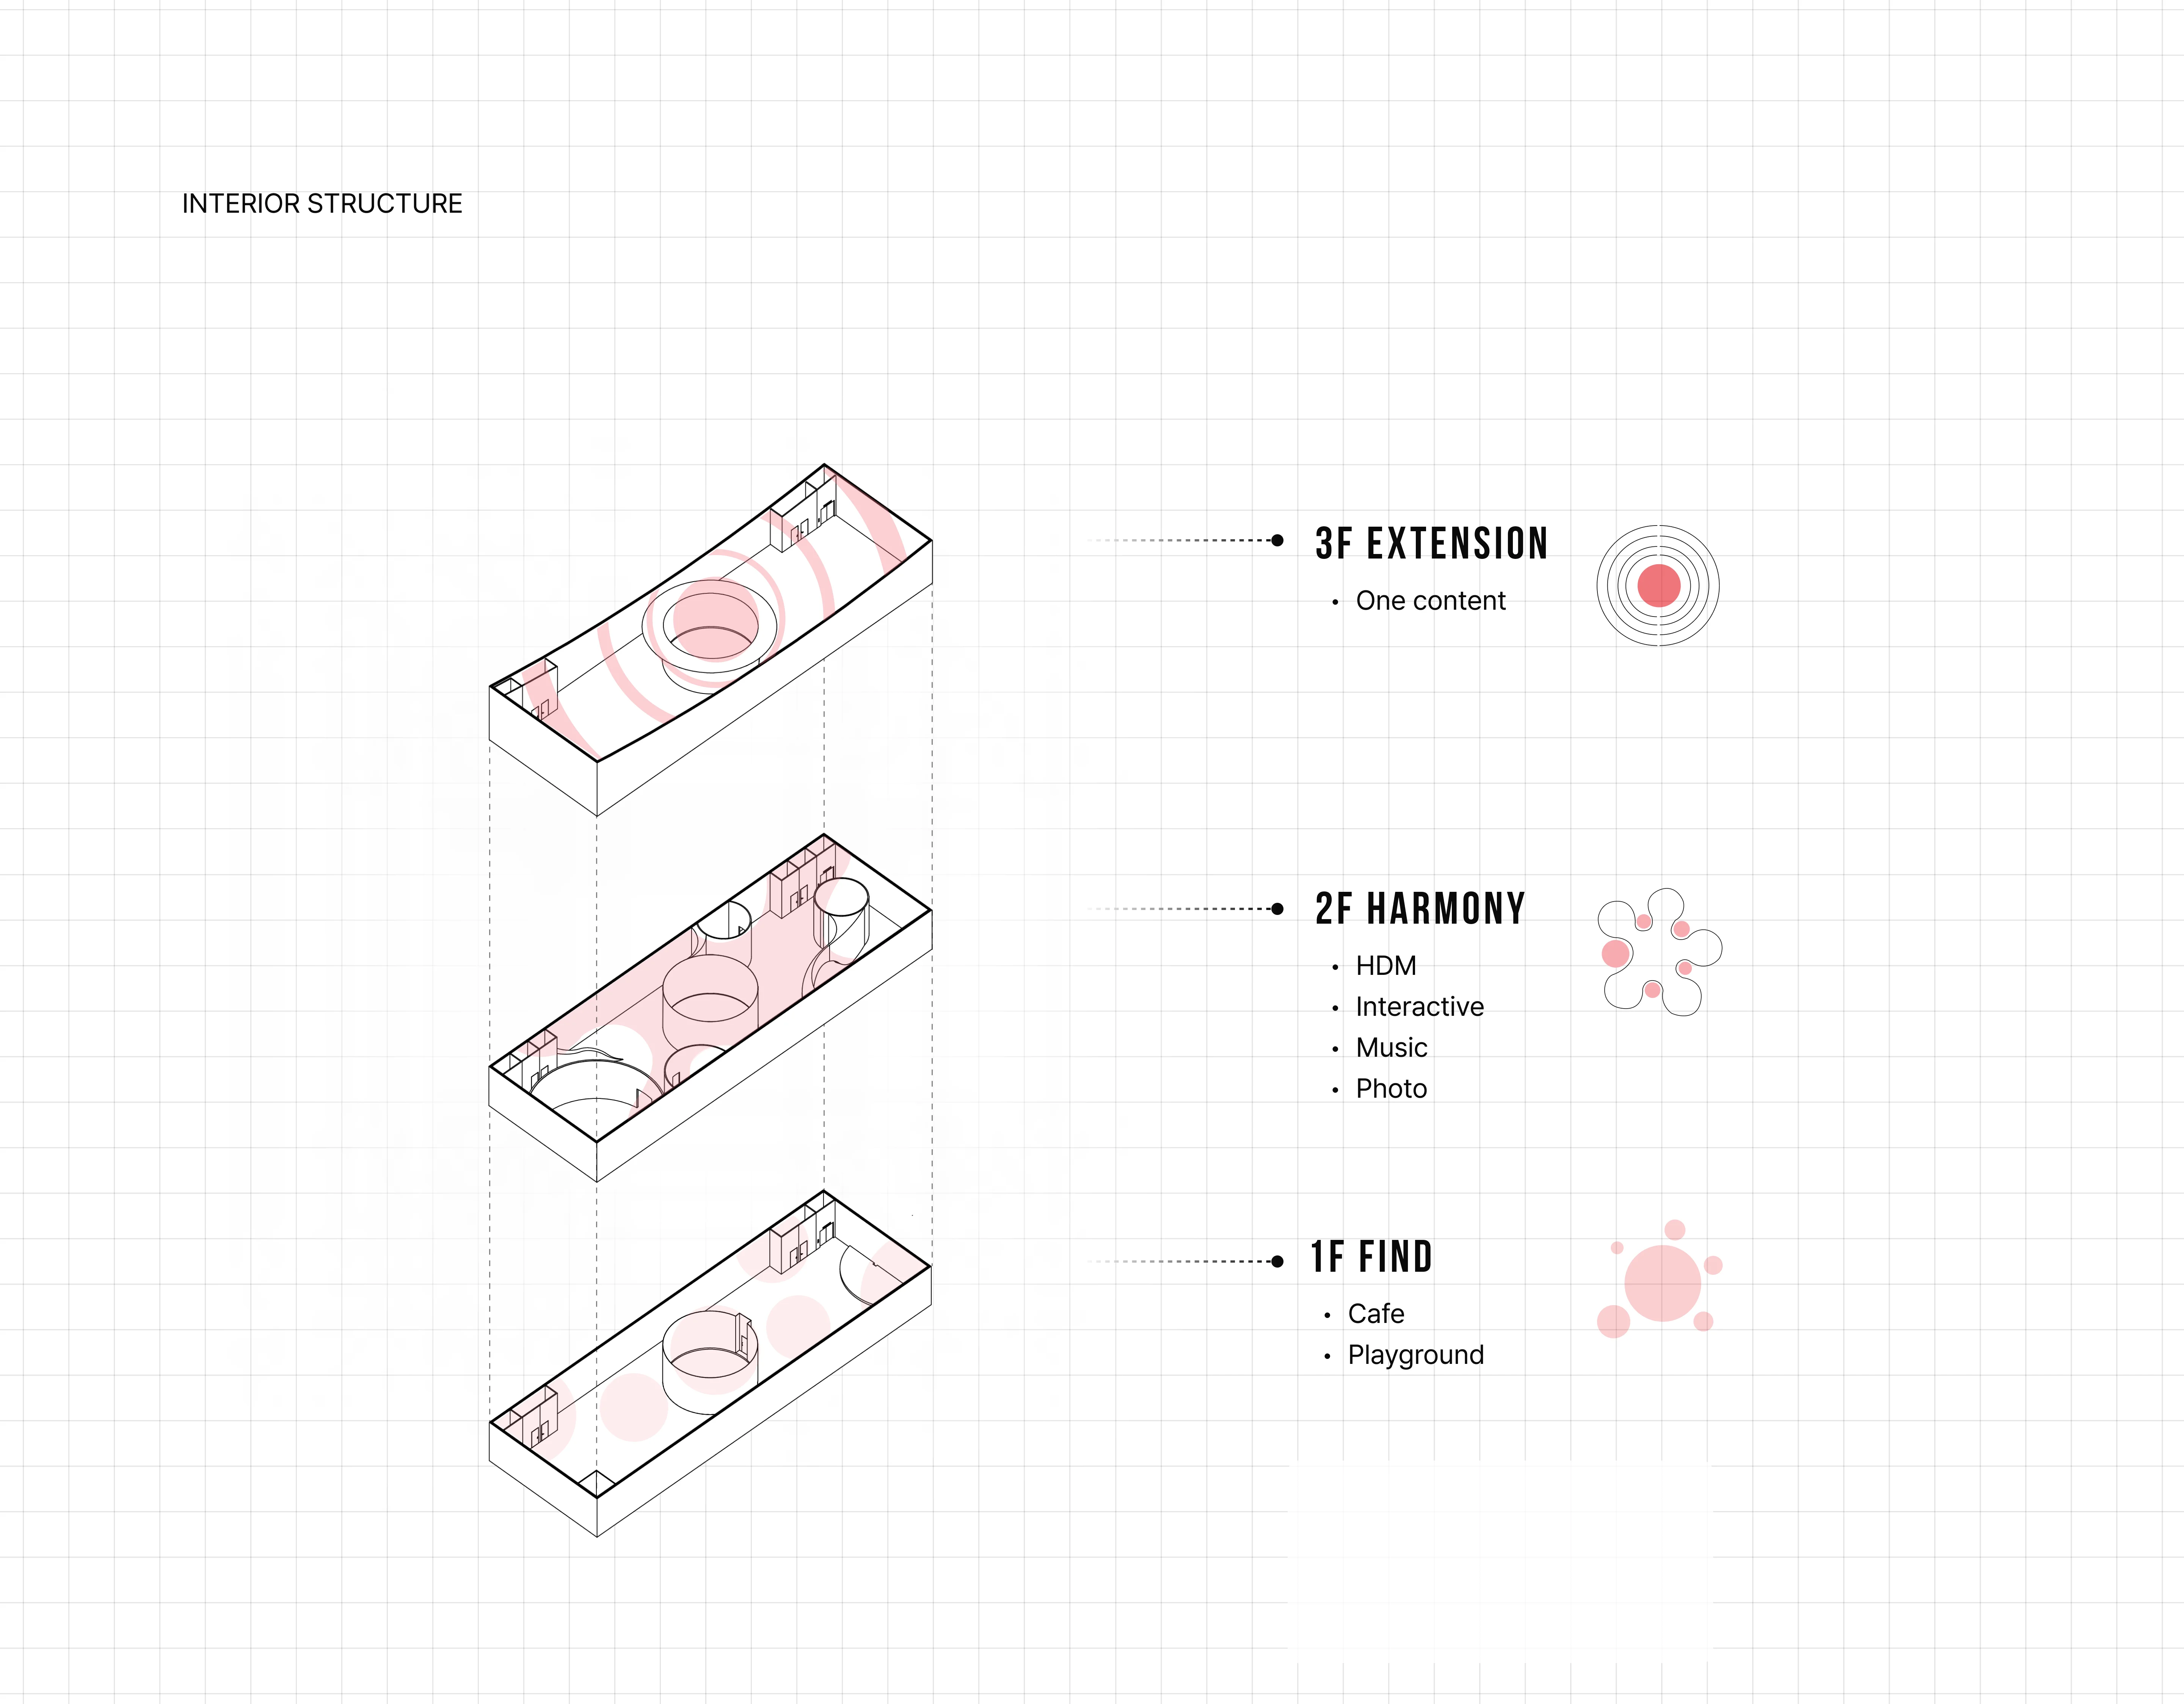 INTERIOR STRUCTURE
3F EXTENSION
• One content
2F HARMONY
• HDM
• Interactive
• Music
• Photo
1F FIND
• Cafe
• Playground